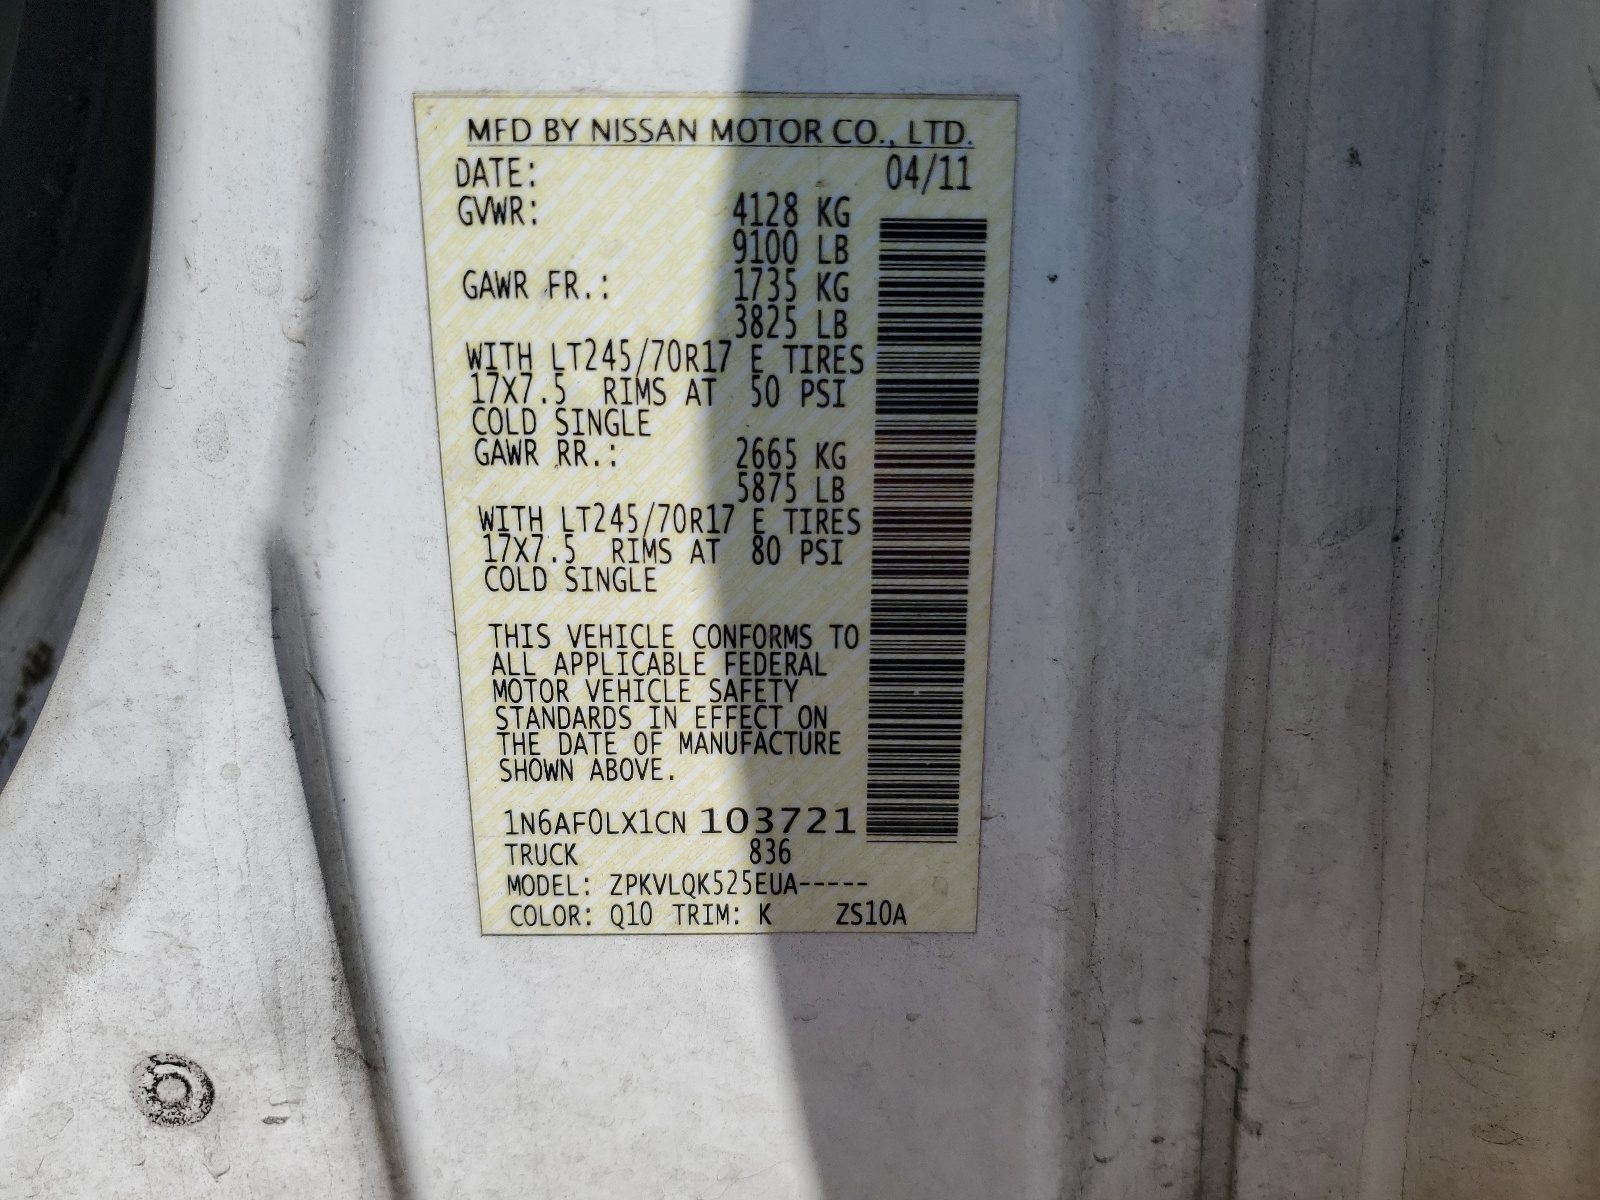 MFD BY NISSAN MOTOR CO., LTD.
DATE: 04/11
GVWR: 4128 KG
9100 LB
GAWR FR.: 1735 KG
3825 LB
WITH LT245/70R17 E TIRES
17X7.5 RIMS AT 50 PSI
COLD SINGLE
GAWR RR.: 2665 KG
5875 LB
WITH LT245/70R17 E TIRES
17X7.5 RIMS AT 80 PSI
COLD SINGLE
THIS VEHICLE CONFORMS TO
ALL APPLICABLE FEDERAL
MOTOR VEHICLE SAFETY
STANDARDS IN EFFECT ON
THE DATE OF MANUFACTURE
SHOWN ABOVE.
1N6AF0LX1CN 103721
TRUCK 836
MODEL: ZPKVLQK525EUA-----
COLOR: Q10 TRIM: K ZS10A